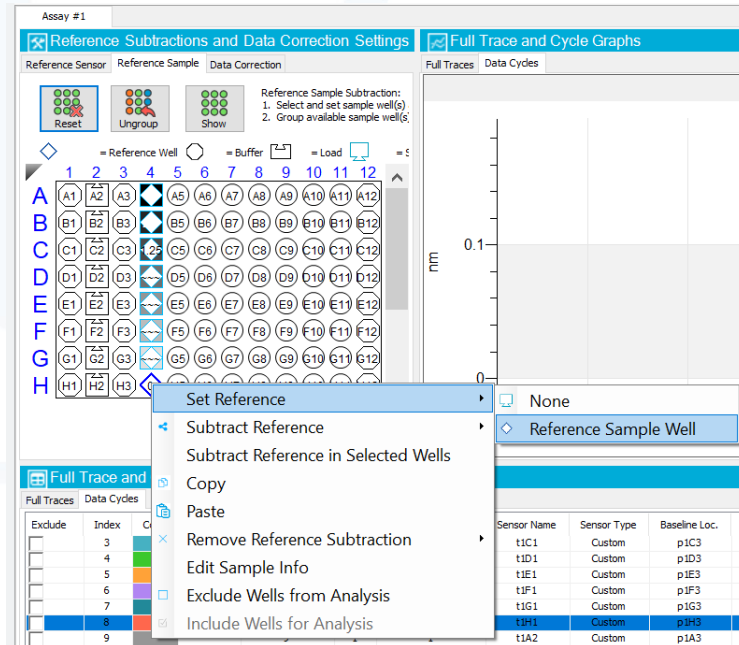 Assay #1
Reference Subtractions and Data Correction Settings
Full Trace and Cycle Graphs
Reference Sensor Reference Sample Data Correction
Full Traces Data Cycles
Reset Ungroup Show
Reference Sample Subtraction:
1. Select and set sample well(s)
2. Group available sample well(s)
= Reference Well = Buffer = Load = S
1 2 3 4 5 6 7 8 9 10 11 12
A A1 A2 A3 A5 A6 A7 A8 A9 A10 A11 A12
B B1 B2 B3 B5 B6 B7 B8 B9 B10 B11 B12
C C1 C2 C3 1.25 C5 C6 C7 C8 C9 C10 C11 C12
D D1 D2 D3 D5 D6 D7 D8 D9 D10 D11 D12
E E1 E2 E3 E5 E6 E7 E8 E9 E10 E11 E12
F F1 F2 F3 F5 F6 F7 F8 F9 F10 F11 F12
G G1 G2 G3 G5 G6 G7 G8 G9 G10 G11 G12
H H1 H2 H3
nm
0.1
0
Set Reference
Subtract Reference
Subtract Reference in Selected Wells
Copy
Paste
Remove Reference Subtraction
Edit Sample Info
Exclude Wells from Analysis
Include Wells for Analysis
None
Reference Sample Well
Full Trace and
Full Traces Data Cycles
Exclude Index Sensor Name Sensor Type Baseline Loc.
3 t1C1 Custom p1C3
4 t1D1 Custom p1D3
5 t1E1 Custom p1E3
6 t1F1 Custom p1F3
7 t1G1 Custom p1G3
8 t1H1 Custom p1H3
9 t1A2 Custom p1A3